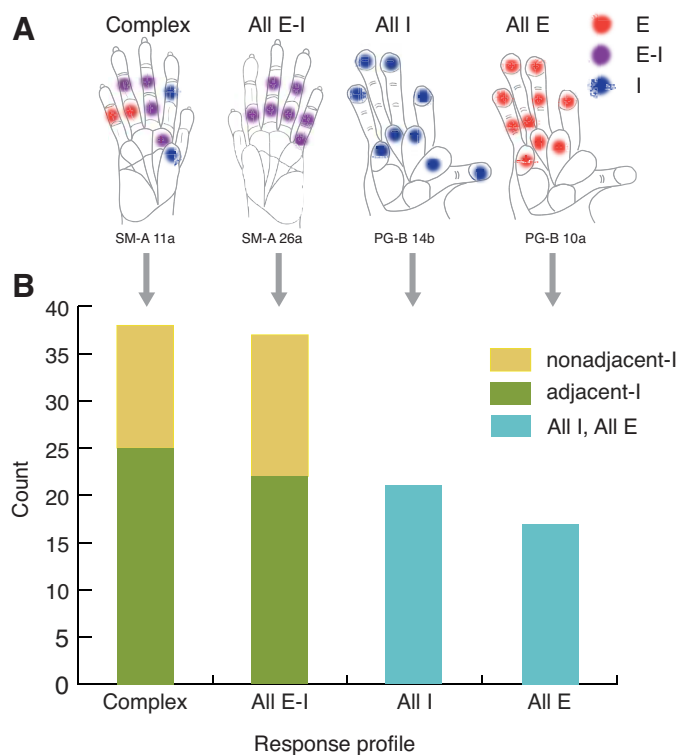 A
Complex
All E-I
All I
All E
E
E-I
I
SM-A 11a
SM-A 26a
PG-B 14b
PG-B 10a
B
40
35
30
25
20
15
10
5
0
Count
nonadjacent-I
adjacent-I
All I, All E
Complex
All E-I
All I
All E
Response profile